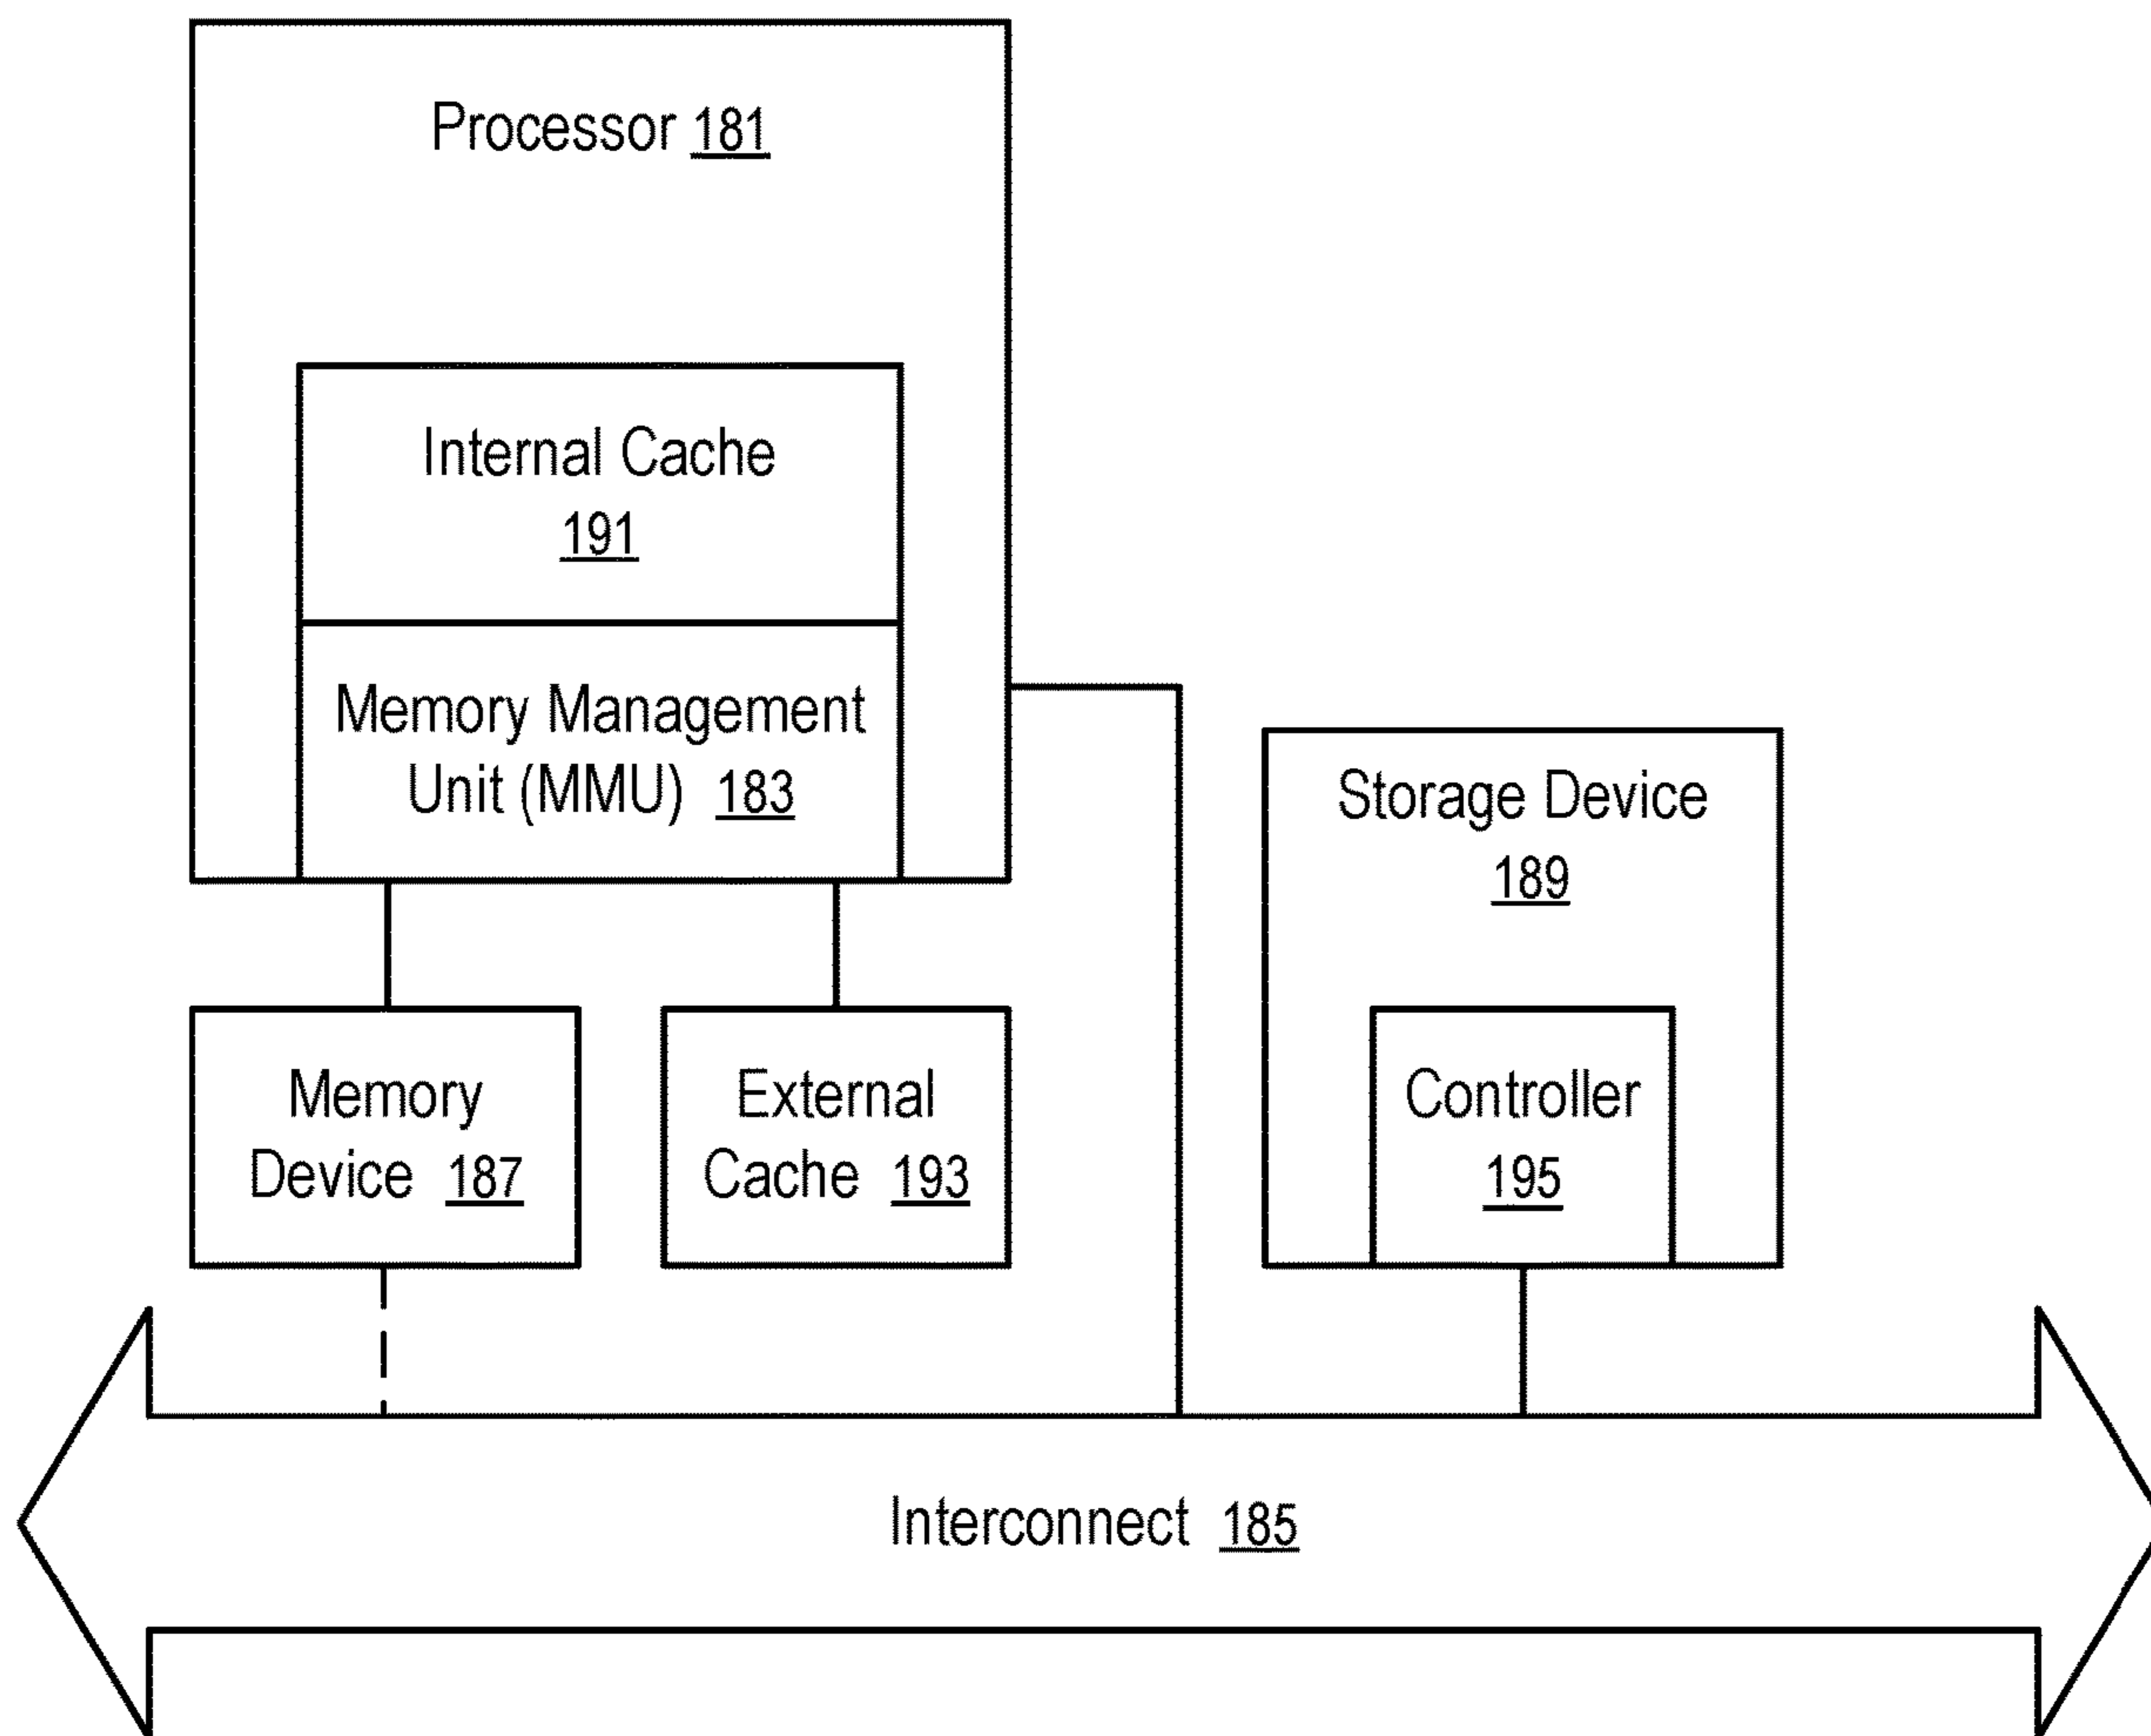 Processor 181
Internal Cache
191
Memory Management
Unit (MMU) 183
Storage Device
189
Memory
Device 187
External
Cache 193
Controller
195
Interconnect 185